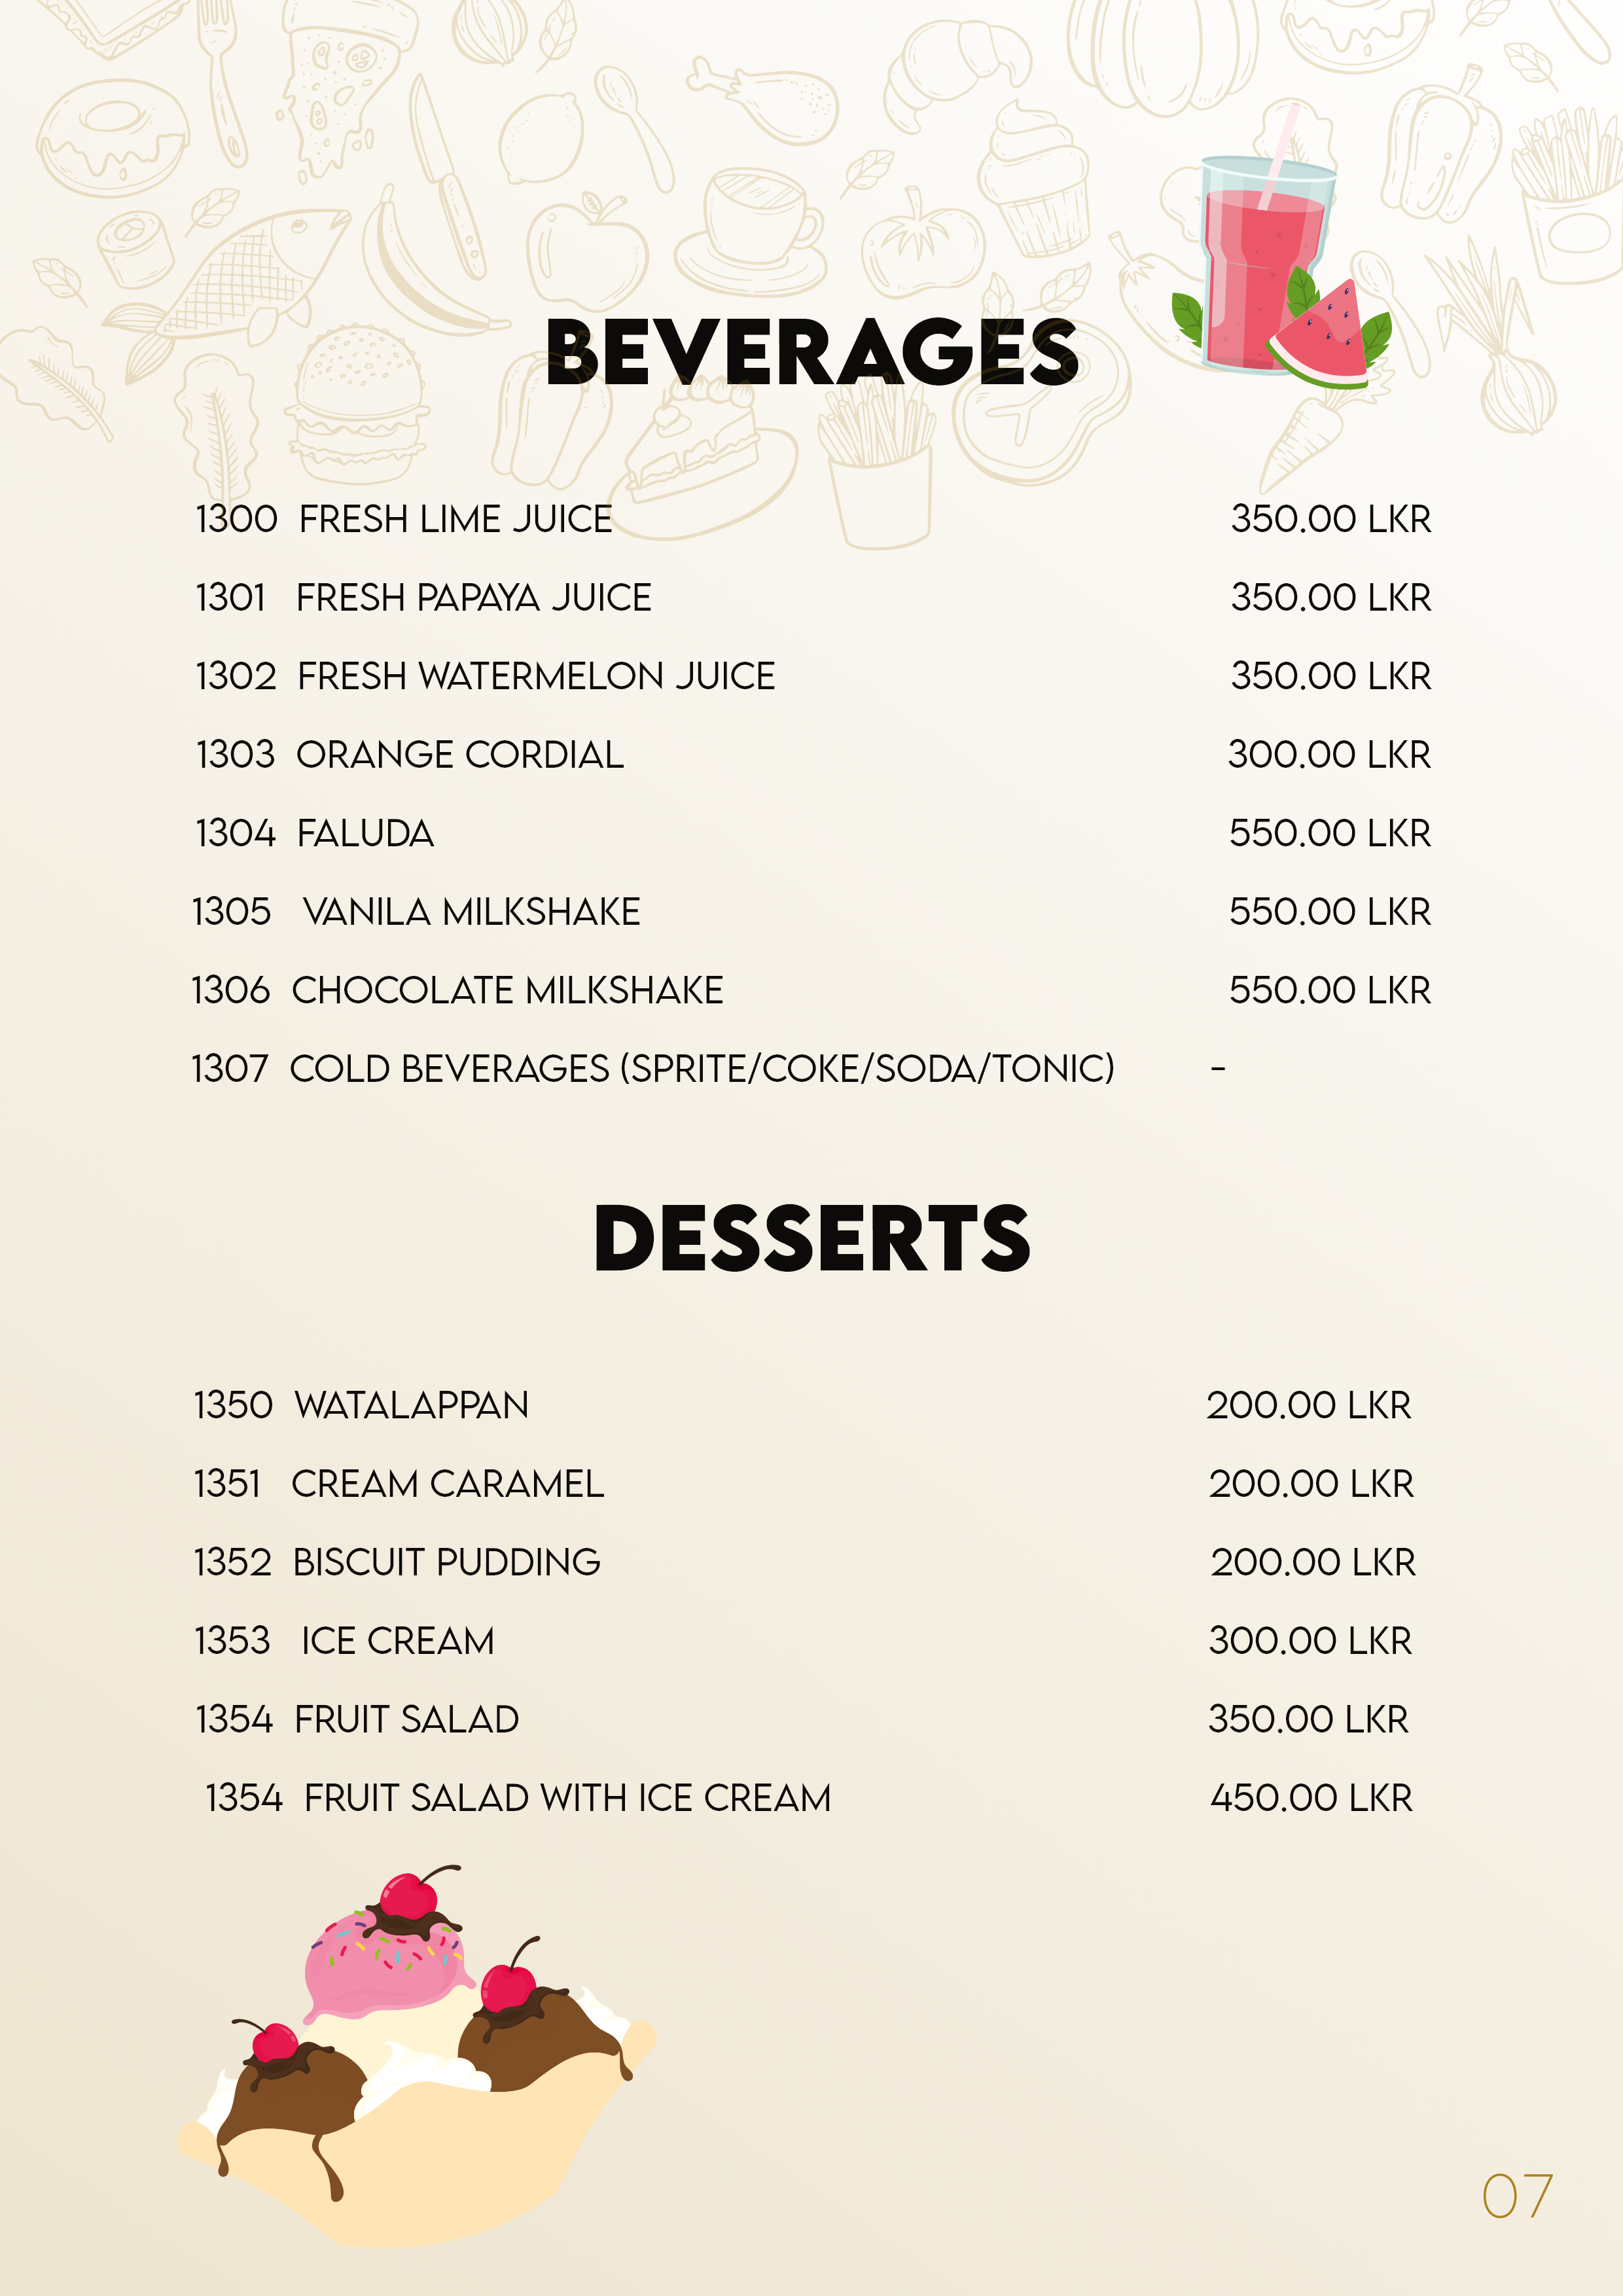 BEVERAGES
1300 FRESH LIME JUICE 350.00 LKR
1301 FRESH PAPAYA JUICE 350.00 LKR
1302 FRESH WATERMELON JUICE 350.00 LKR
1303 ORANGE CORDIAL 300.00 LKR
1304 FALUDA 550.00 LKR
1305 VANILA MILKSHAKE 550.00 LKR
1306 CHOCOLATE MILKSHAKE 550.00 LKR
1307 COLD BEVERAGES (SPRITE/COKE/SODA/TONIC) -
DESSERTS
1350 WATALAPPAN 200.00 LKR
1351 CREAM CARAMEL 200.00 LKR
1352 BISCUIT PUDDING 200.00 LKR
1353 ICE CREAM 300.00 LKR
1354 FRUIT SALAD 350.00 LKR
1354 FRUIT SALAD WITH ICE CREAM 450.00 LKR
07